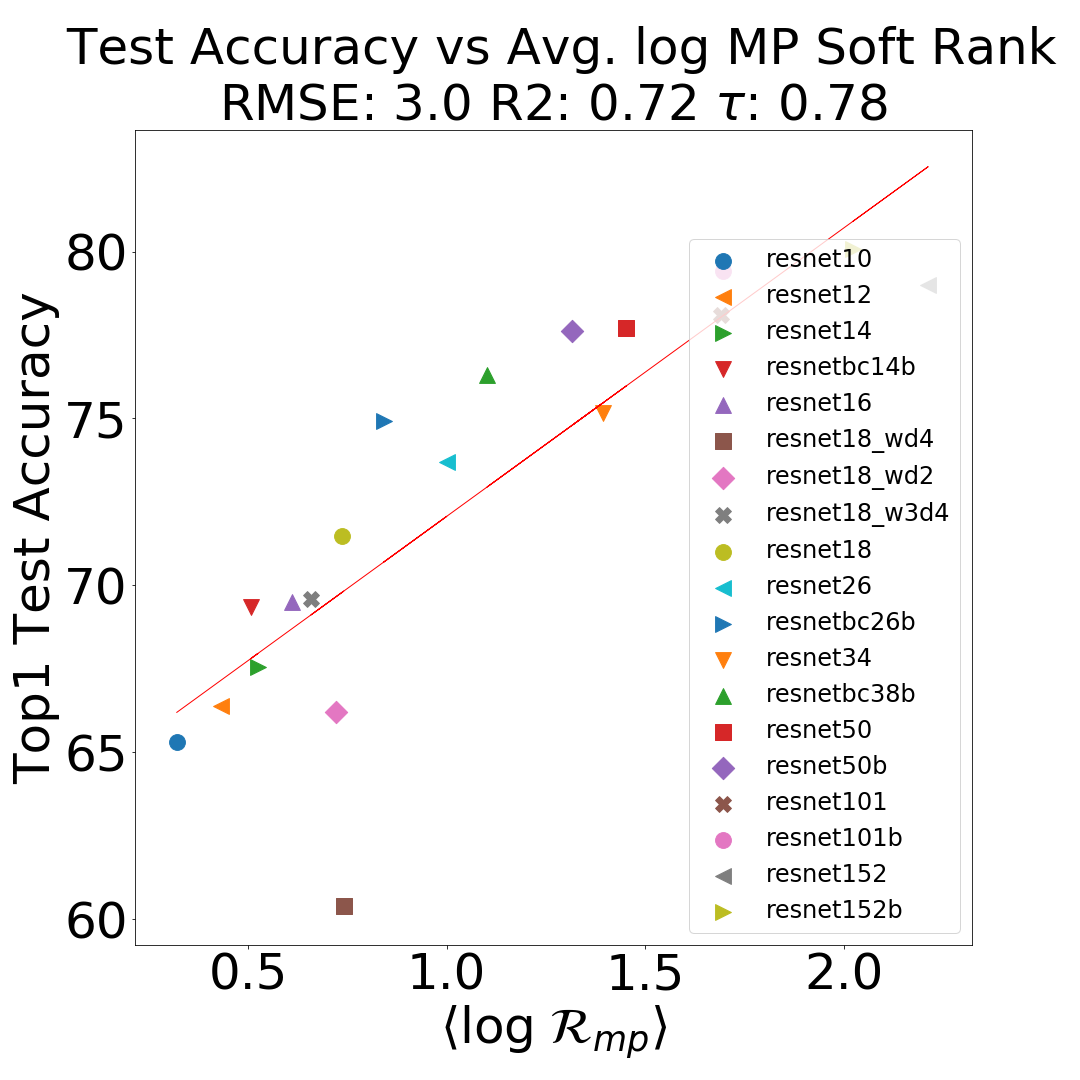 Test Accuracy vs Avg. log MP Soft Rank
RMSE: 3.0 R2: 0.72 τ: 0.78
Top1 Test Accuracy
80
75
70
65
60
0.5 1.0 1.5 2.0
⟨log ℛ_mp⟩
resnet10
resnet12
resnet14
resnetbc14b
resnet16
resnet18_wd4
resnet18_wd2
resnet18_w3d4
resnet18
resnet26
resnetbc26b
resnet34
resnetbc38b
resnet50
resnet50b
resnet101
resnet101b
resnet152
resnet152b